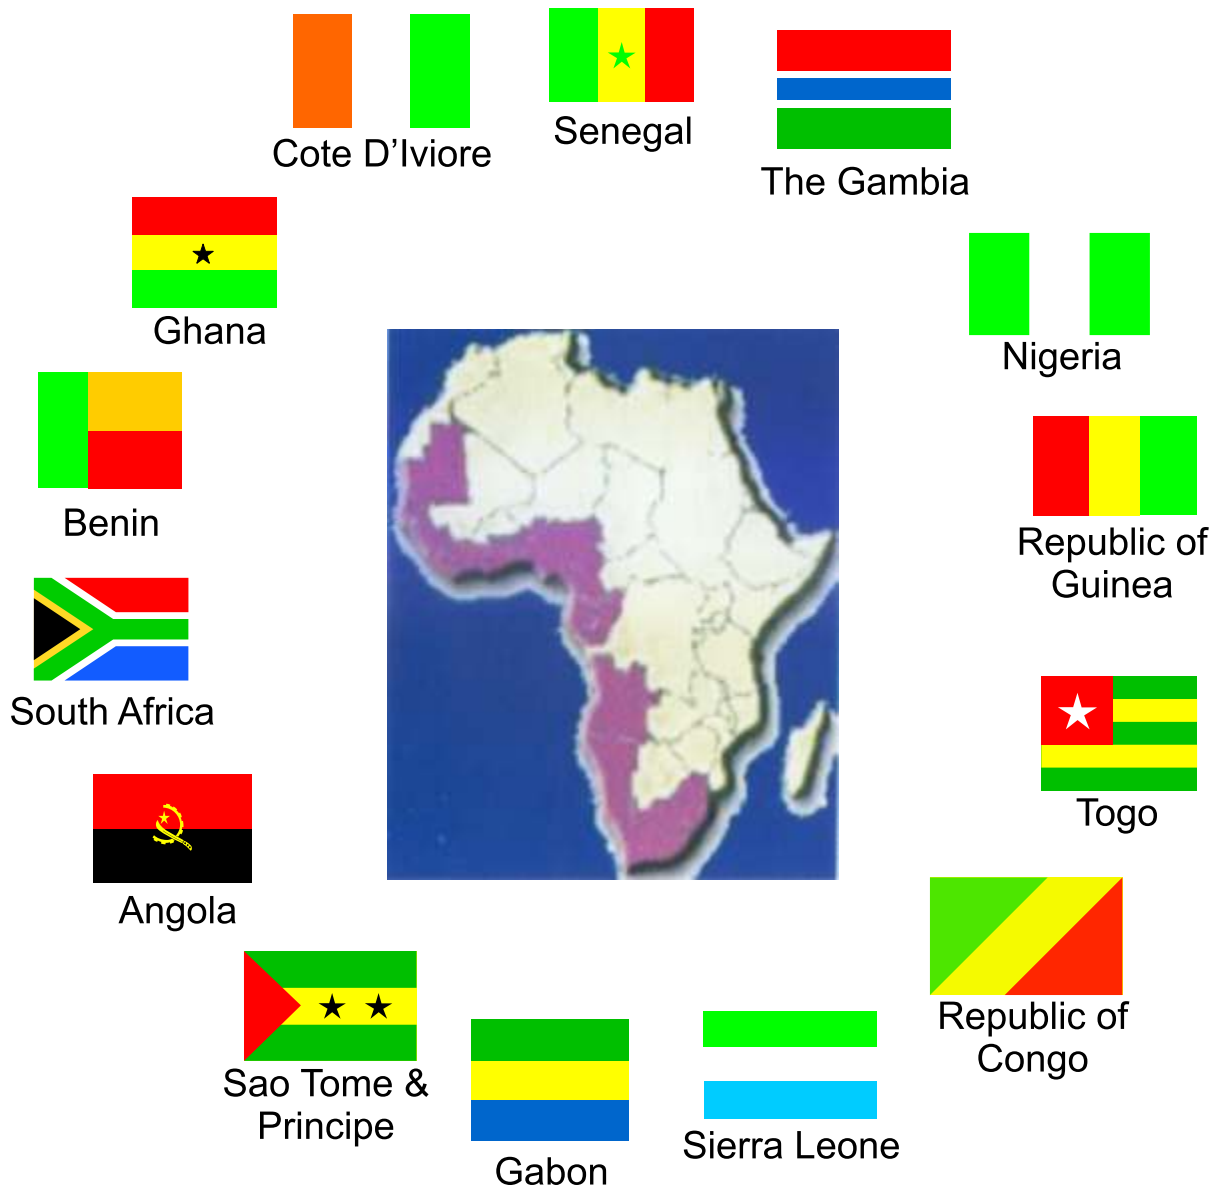 Cote D’Iviore
Senegal
The Gambia
Ghana
Nigeria
Benin
Republic of
Guinea
South Africa
Togo
Angola
Republic of
Congo
Sao Tome &
Principe
Sierra Leone
Gabon